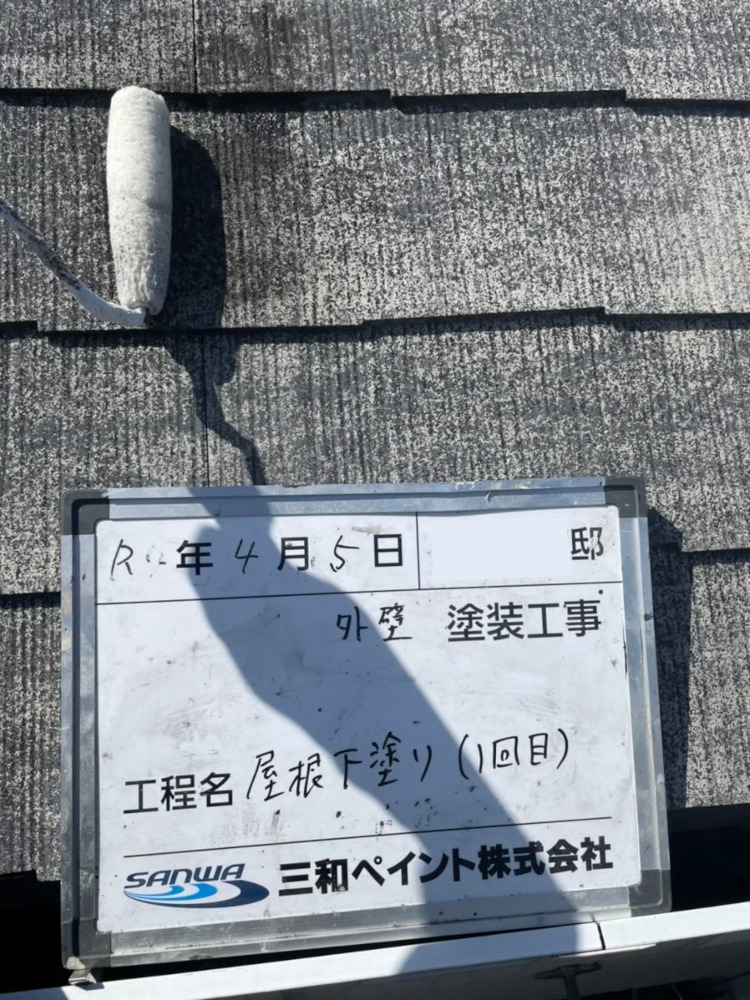 年4月5日 邸
外壁 塗装工事
工程名 屋根下塗り(1回目)
SANWA 三和ペイント株式会社